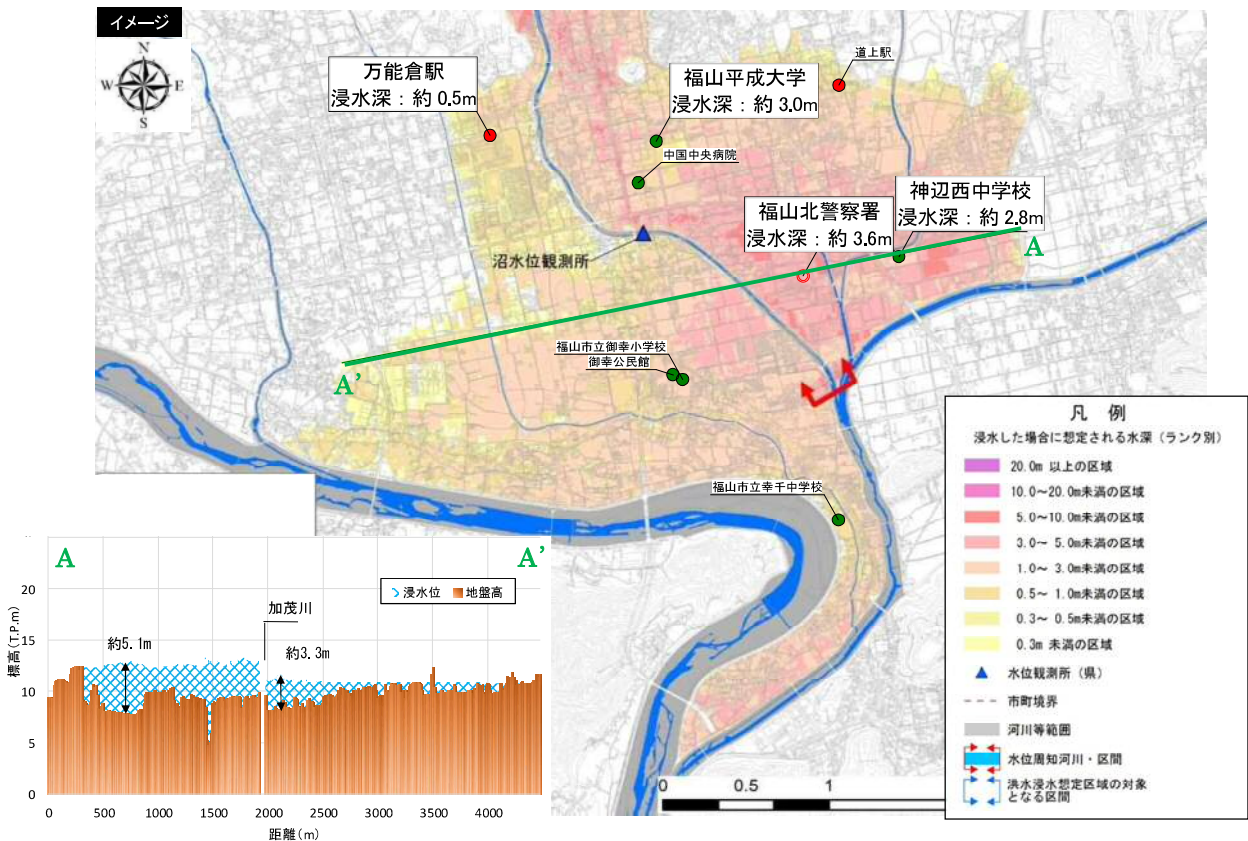 イメージ
N
W
E
S
万能倉駅
浸水深：約 0.5m
福山平成大学
浸水深：約 3.0m
道上駅
中国中央病院
福山北警察署
浸水深：約 3.6m
神辺西中学校
浸水深：約 2.8m
沼水位観測所
A
A'
福山市立御幸小学校
御幸公民館
福山市立幸千中学校
凡 例
浸水した場合に想定される水深（ランク別）
20.0m 以上の区域
10.0～20.0m未満の区域
5.0～10.0m未満の区域
3.0～ 5.0m未満の区域
1.0～ 3.0m未満の区域
0.5～ 1.0m未満の区域
0.3～ 0.5m未満の区域
0.3m 未満の区域
水位観測所（県）
市町境界
河川等範囲
水位周知河川・区間
洪水浸水想定区域の対象
となる区間
0
0.5
1
A
A'
浸水位 地盤高
加茂川
約5.1m
約3.3m
標高(T.P.m)
20
15
10
5
0
0 500 1000 1500 2000 2500 3000 3500 4000
距離(m)